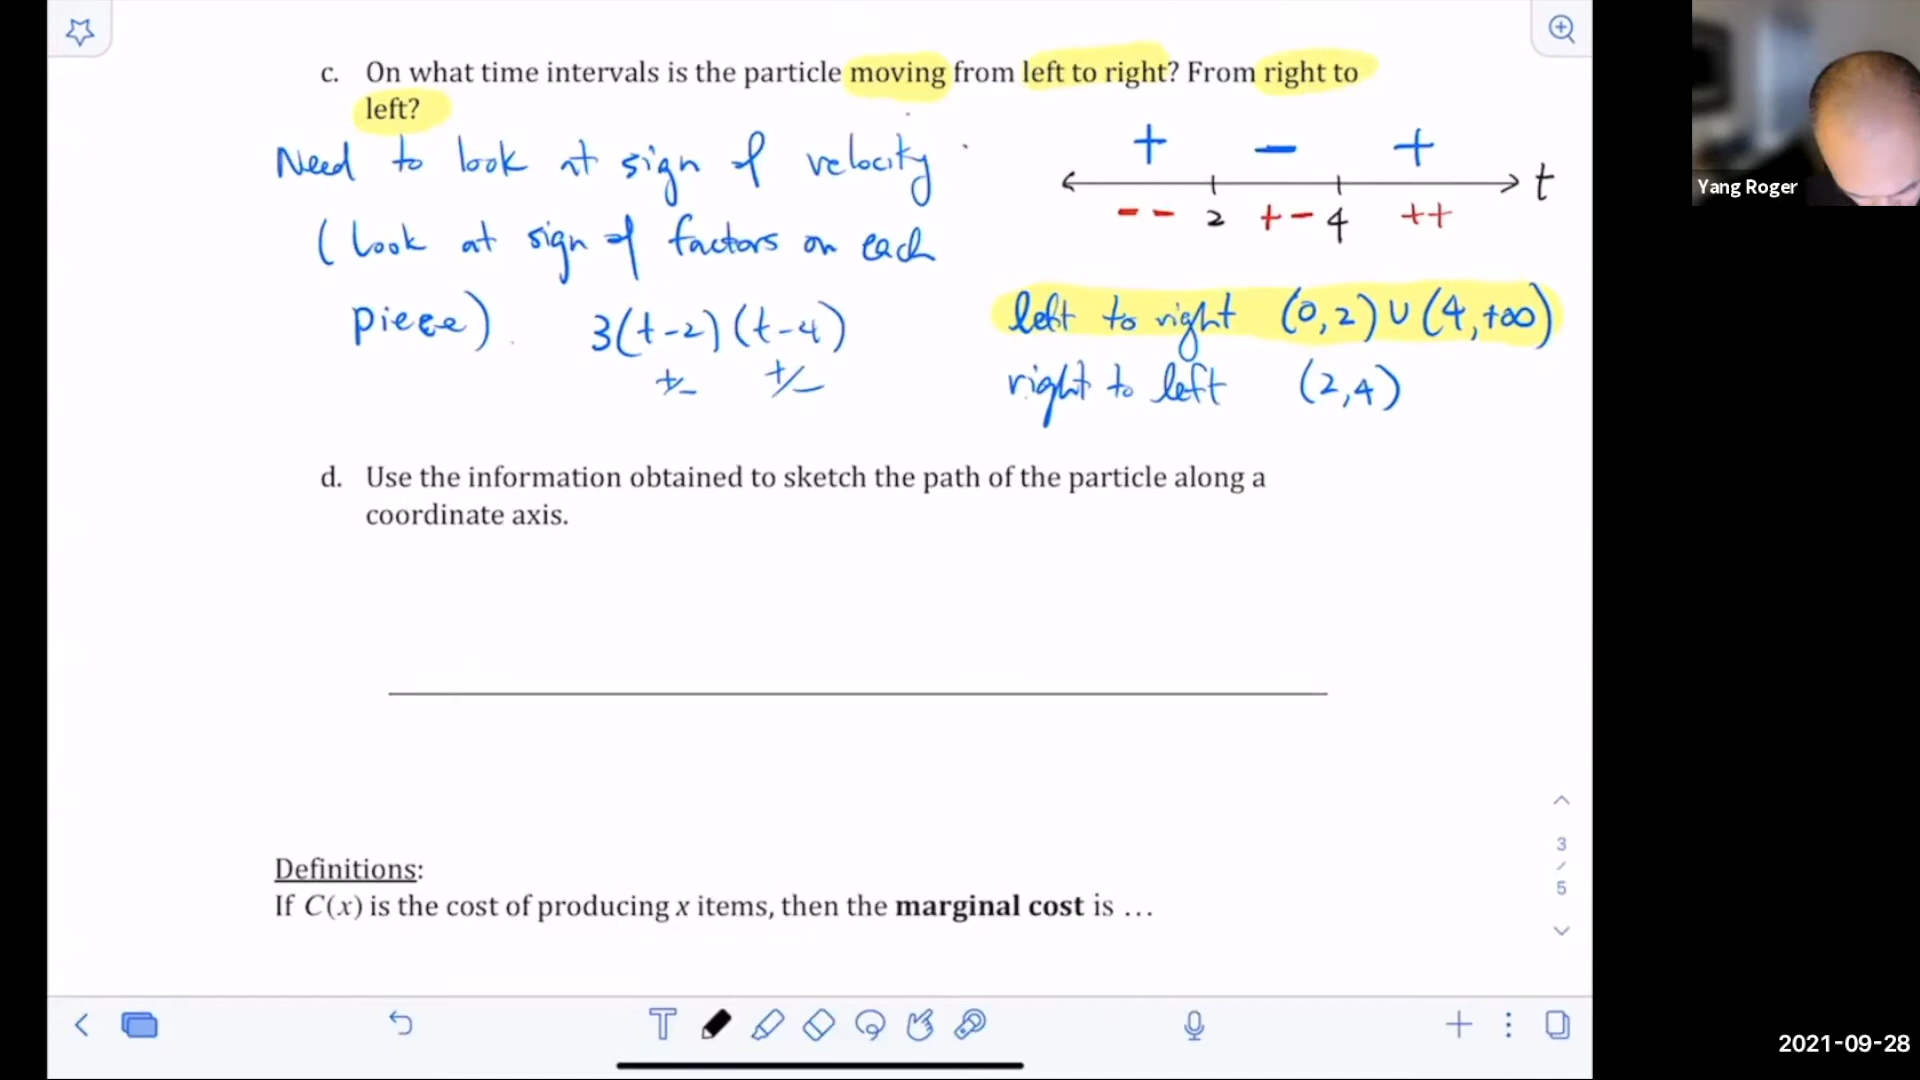 c. On what time intervals is the particle moving from left to right? From right to
left?
Need to look at sign of velocity
(look at sign of factors on each
piece). 3(t-2)(t-4)
+/- +/-
+ - +
t
- - 2 + - 4 ++
left to right (0,2) ∪ (4,+∞)
right to left (2,4)
d. Use the information obtained to sketch the path of the particle along a
coordinate axis.
Definitions:
If C(x) is the cost of producing x items, then the marginal cost is ...
3
/
5
T
Yang Roger
2021-09-28